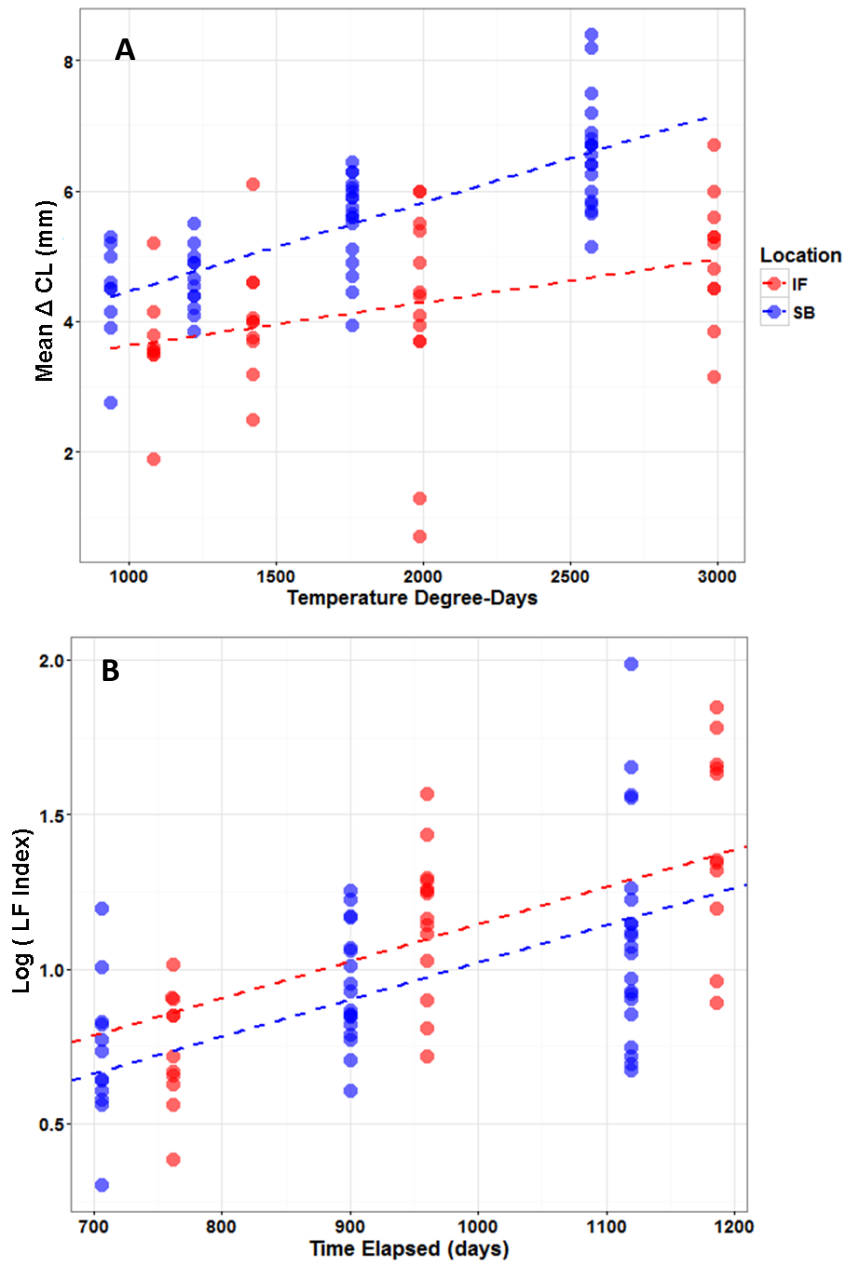 A
8
6
4
2
Mean Δ CL (mm)
1000 1500 2000 2500 3000
Temperature Degree-Days
Location
IF
SB
B
2.0
1.5
1.0
0.5
Log ( LF Index)
700 800 900 1000 1100 1200
Time Elapsed (days)